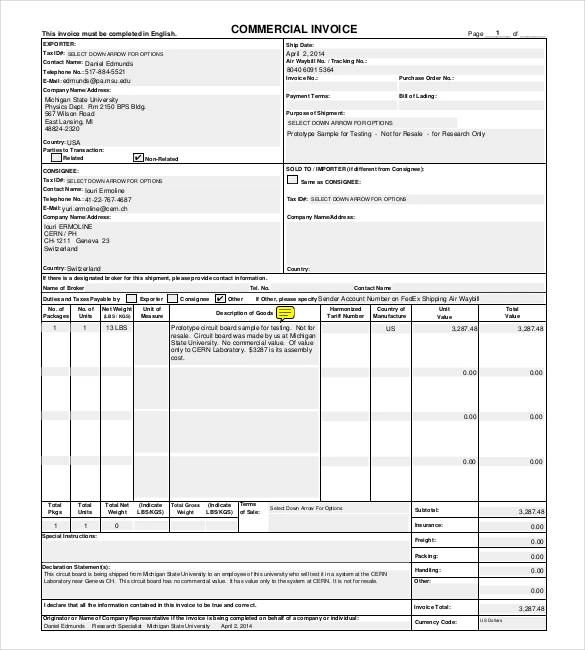 COMMERCIAL INVOICE
This invoice must be completed in English.
Page 1 of
EXPORTER:
Tax ID#: SELECT DOWN ARROW FOR OPTIONS
Contact Name: Daniel Edmunds
Telephone No.: 517-884-5521
E-Mail: edmunds@pa.msu.edu
Company Name/Address:
Michigan State University
Physics Dept. Rm 2150 BPS Bldg.
567 Wilson Road
East Lansing, MI
48824-2320
Country: USA
Parties to Transaction:
Related Non-Related
Ship Date:
April 2, 2014
Air Waybill No. / Tracking No.:
8040 6091 5364
Invoice No.: Purchase Order No.:
Payment Terms: Bill of Lading:
Purpose of Shipment:
SELECT DOWN ARROW FOR OPTIONS
Prototype Sample for Testing - Not for Resale - for Research Only
CONSIGNEE:
Tax ID#: SELECT DOWN ARROW FOR OPTIONS
Contact Name: Iouri Ermoline
Telephone No.: 41-22-767-4687
E-Mail: yuri.ermoline@cern.ch
Company Name/Address:
Iouri ERMOLINE
CERN / PH
CH-1211 Geneva 23
Switzerland
Country: Switzerland
SOLD TO / IMPORTER (if different from Consignee):
Same as CONSIGNEE:
Tax ID#: SELECT DOWN ARROW FOR OPTIONS
Company Name/Address:
Country:
If there is a designated broker for this shipment, please provide contact information.
Name of Broker Tel. No. Contact Name
Duties and Taxes Payable by Exporter Consignee Other If Other, please specify Sender Account Number on FedEx Shipping Air Waybill
No. of Packages
No. of Units
Net Weight (LBS / KGS)
Unit of Measure
Description of Goods
Harmonized Tariff Number
Country of Manufacture
Unit Value
Total Value
1 1 13 LBS
Prototype circuit board sample for testing. Not for
resale. Circuit board was made by us at Michigan
State University. No commercial value. Of value
only to CERN Laboratory. $3287 is its assembly
cost.
US 3,287.48 3,287.48
0.00 0.00
0.00 0.00
0.00 0.00
Total Pkgs
Total Units
Total Net Weight
(Indicate LBS/KGS)
Total Gross Weight
(Indicate LBS/KGS)
Terms of Sale:
Select Down Arrow For Options
1 1 0
Subtotal: 3,287.48
Insurance: 0.00
Freight: 0.00
Packing: 0.00
Handling: 0.00
Other: 0.00
Invoice Total: 3,287.48
Currency Code: US Dollars
Special Instructions:
Declaration Statement(s):
This circuit board is being shipped from Michigan State University to an employee of this university who will test it in a system at the CERN
Laboratory near Geneva CH. This circuit board has no commercial value. It has value only to the system at CERN. It is not for resale.
I declare that all the information contained in this invoice to be true and correct.
Originator or Name of Company Representative if the invoice is being completed on behalf of a company or individual:
Daniel Edmunds Research Specialist Michigan State University April 2, 2014